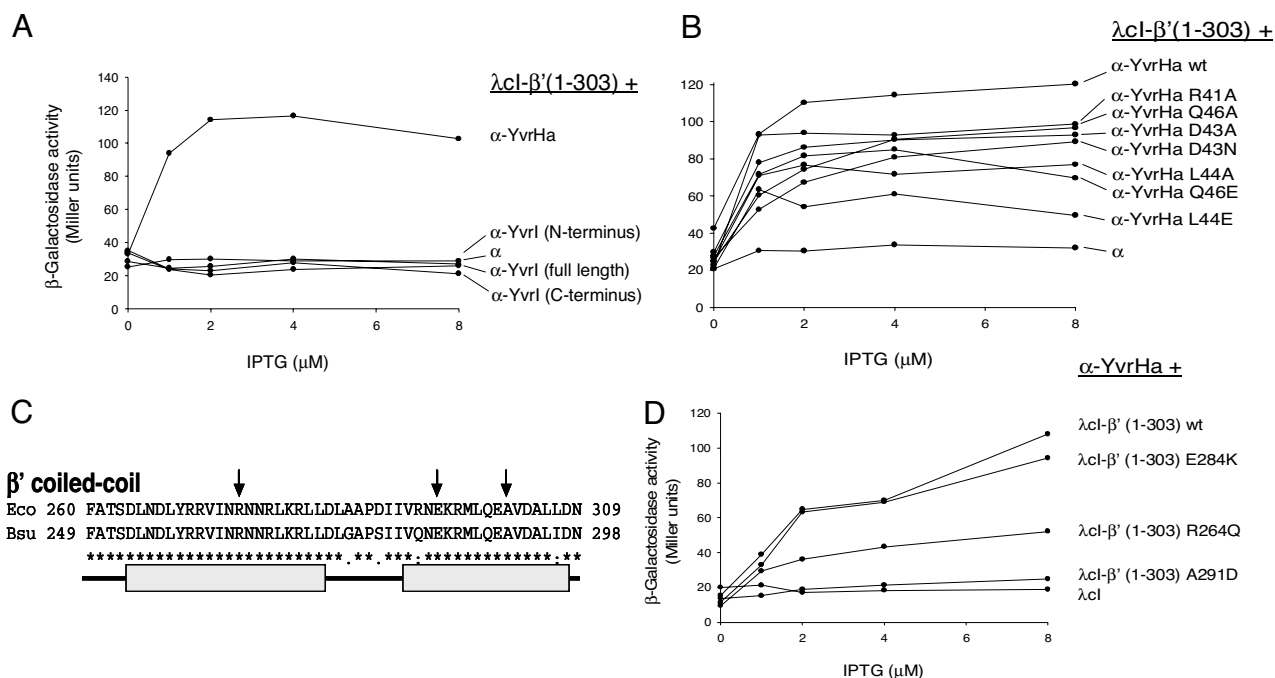 A
λcI-β'(1-303) +
β-Galactosidase activity
(Miller units)
140
120
100
80
60
40
20
0
0 2 4 6 8
IPTG (μM)
α-YvrHa
α-YvrI (N-terminus)
α
α-YvrI (full length)
α-YvrI (C-terminus)
B
λcI-β'(1-303) +
120
100
80
60
40
20
0
0 2 4 6 8
IPTG (μM)
α-YvrHa wt
α-YvrHa R41A
α-YvrHa Q46A
α-YvrHa D43A
α-YvrHa D43N
α-YvrHa L44A
α-YvrHa Q46E
α-YvrHa L44E
α
C
β' coiled-coil
Eco 260 FATSDLNDLYRRVINRNNRLKRLLDLAAPDIIVRNEKRMLQEAVDALLDN 309
Bsu 249 FATSDLNDLYRRVINRNNRLKRLLDLGAPSIIVQNEKRMLQEAVDALIDN 298
**************************.**.**:**************:**
D
α-YvrHa +
β-Galactosidase activity
(Miller units)
120
100
80
60
40
20
0
0 2 4 6 8
IPTG (μM)
λcI-β' (1-303) wt
λcI-β' (1-303) E284K
λcI-β' (1-303) R264Q
λcI-β' (1-303) A291D
λcI